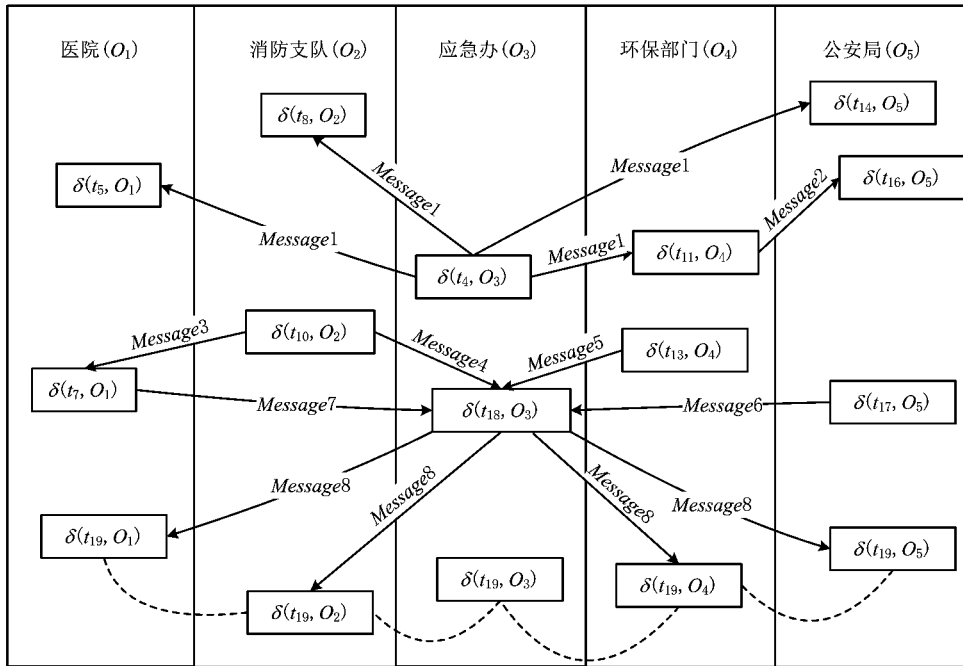 医院(O₁) 消防支队(O₂) 应急办(O₃) 环保部门(O₄) 公安局(O₅)
δ(t₈, O₂)
δ(t₁₄, O₅)
δ(t₅, O₁)
Message1
Message1
Message2
δ(t₁₆, O₅)
Message1
Message1
δ(t₁₁, O₄)
δ(t₄, O₃)
Message3
δ(t₁₀, O₂)
Message4
Message5
δ(t₁₃, O₄)
δ(t₇, O₁)
Message7
δ(t₁₈, O₃)
Message6
δ(t₁₇, O₅)
Message8
Message8
Message8
Message8
δ(t₁₉, O₁)
δ(t₁₉, O₅)
δ(t₁₉, O₃)
δ(t₁₉, O₄)
δ(t₁₉, O₂)